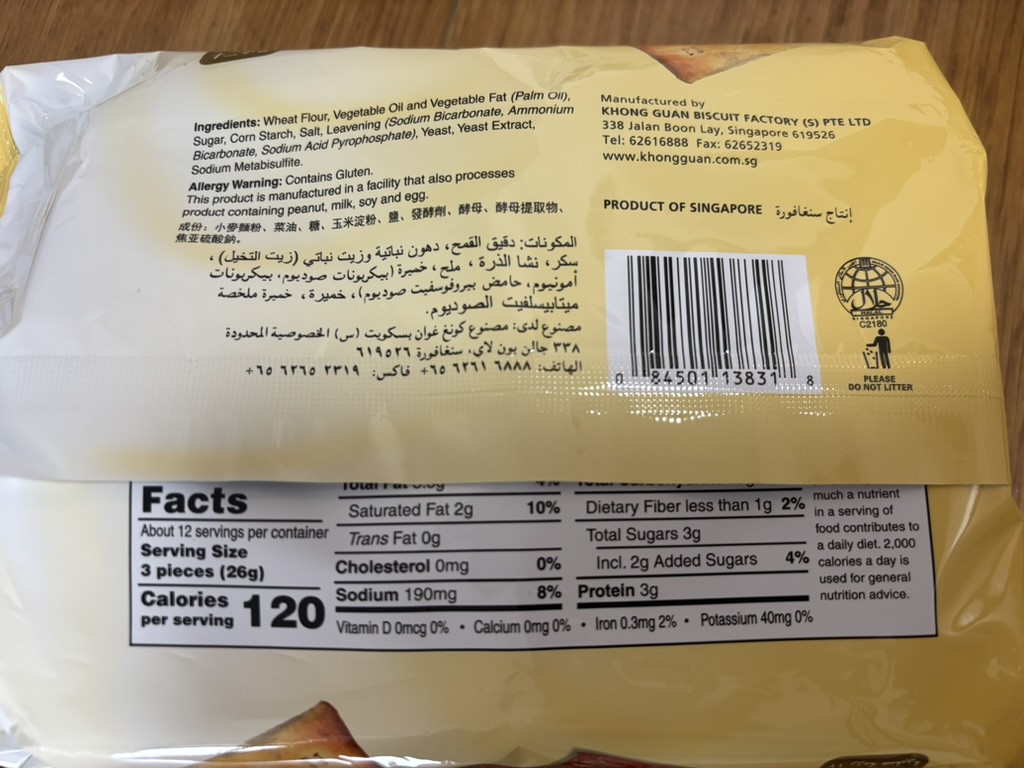 Ingredients: Wheat Flour, Vegetable Oil and Vegetable Fat (Palm Oil),
Sugar, Corn Starch, Salt, Leavening (Sodium Bicarbonate, Ammonium
Bicarbonate, Sodium Acid Pyrophosphate), Yeast, Yeast Extract,
Sodium Metabisulfite.
Allergy Warning: Contains Gluten.
This product is manufactured in a facility that also processes
product containing peanut, milk, soy and egg.
成份：小麥麵粉、菜油、糖、玉米淀粉、鹽、發酵劑、酵母、酵母提取物、
焦亚硫酸鈉。
المكونات: دقيق القمح، دهون نباتية وزيت نباتي (زيت النخيل)،
سكر، نشا الذرة، ملح، خميرة (بيكربونات صوديوم، بيكربونات
أمونيوم، حامض بيروفوسفيت صوديوم)، خميرة، خميرة ملخصة
ميتابيسلفيت الصوديوم.
مصنوع لدى: مصنوع كونغ غوان بسكويت (س) الخصوصية المحدودة
٣٣٨ جالن بون لاي، سنغافورة ٦١٩٥٢٦
الهاتف: ٦٨٨٨ ٦٢٦١ ٦٥+ فاكس: ٢٣١٩ ٦٢٦٥ ٦٥+
Manufactured by
KHONG GUAN BISCUIT FACTORY (S) PTE LTD
338 Jalan Boon Lay, Singapore 619526
Tel: 62616888 Fax: 62652319
www.khongguan.com.sg
PRODUCT OF SINGAPORE إنتاج سنغافورة
0 84501 13831 8
حلال
HALAL
SINGAPORE
C2180
PLEASE
DO NOT LITTER
Facts
About 12 servings per container
Serving Size
3 pieces (26g)
Calories
per serving 120
Total Fat
Saturated Fat 2g 10%
Trans Fat 0g
Cholesterol 0mg 0%
Sodium 190mg 8%
Dietary Fiber less than 1g 2%
Total Sugars 3g
Incl. 2g Added Sugars 4%
Protein 3g
Vitamin D 0mcg 0% • Calcium 0mg 0% • Iron 0.3mg 2% • Potassium 40mg 0%
much a nutrient
in a serving of
food contributes to
a daily diet. 2,000
calories a day is
used for general
nutrition advice.